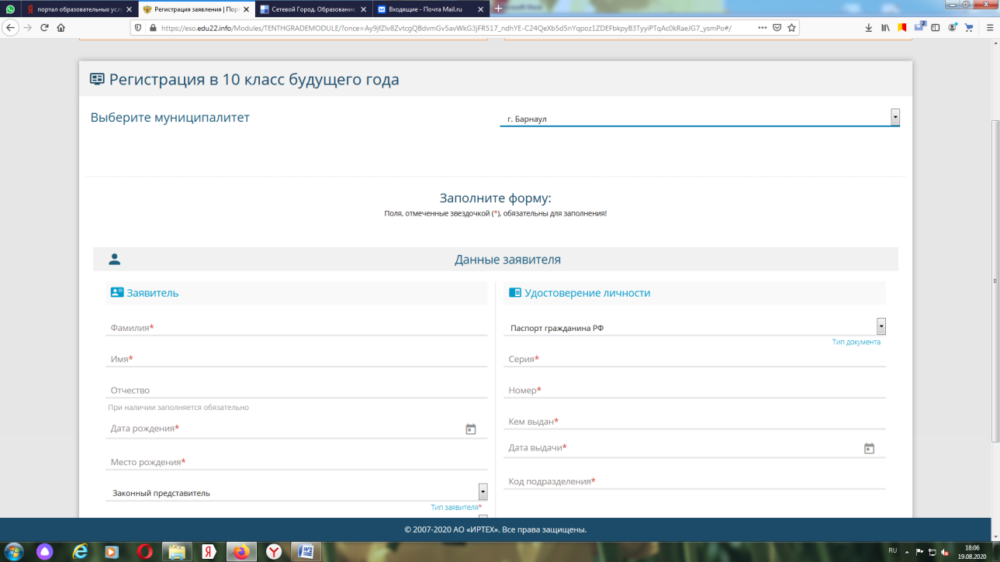 портал образовательных услу
Регистрация заявления | Порт
Сетевой Город. Образование.
Входящие - Почта Mail.ru
https://eso.edu22.info/Modules/TENTHGRADEMODULE/?once=Ay9jfZlv8ZvtcgQBdvmGv5avWkG3jFR517_ndhYE-C24QeXb5d5nYqpoz1ZDEFbkpyB3TyyiPTqAc0kRaeJG7_ysmPo#/
2
Регистрация в 10 класс будущего года
Выберите муниципалитет
г. Барнаул
Заполните форму:
Поля, отмеченные звездочкой (*), обязательны для заполнения!
Данные заявителя
Заявитель
Фамилия*
Имя*
Отчество
При наличии заполняется обязательно
Дата рождения*
Место рождения*
Законный представитель
Тип заявителя*
Удостоверение личности
Паспорт гражданина РФ
Тип документа
Серия*
Номер*
Кем выдан*
Дата выдачи*
Код подразделения*
© 2007-2020 АО «ИРТЕХ». Все права защищены.
RU
18:06
19.08.2020